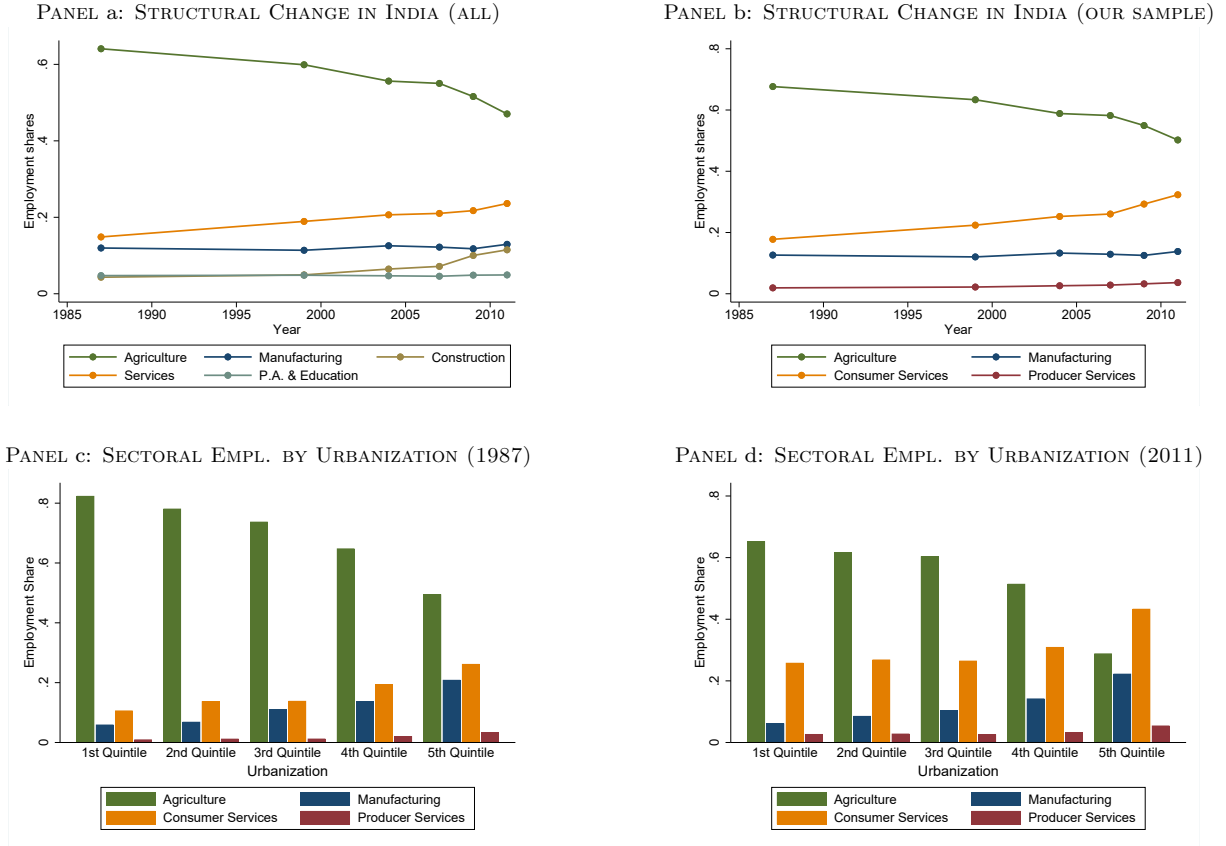 PANEL a: STRUCTURAL CHANGE IN INDIA (ALL)
Employment shares
.6
.4
.2
0
1985 1990 1995 2000 2005 2010
Year
Agriculture Manufacturing Construction
Services P.A. & Education
PANEL b: STRUCTURAL CHANGE IN INDIA (OUR SAMPLE)
Employment shares
.8
.6
.4
.2
0
1985 1990 1995 2000 2005 2010
Year
Agriculture Manufacturing
Consumer Services Producer Services
PANEL c: SECTORAL EMPL. BY URBANIZATION (1987)
Employment Share
.8
.6
.4
.2
0
1st Quintile 2nd Quintile 3rd Quintile 4th Quintile 5th Quintile
Urbanization
Agriculture Manufacturing
Consumer Services Producer Services
PANEL d: SECTORAL EMPL. BY URBANIZATION (2011)
Employment Share
.8
.6
.4
.2
0
1st Quintile 2nd Quintile 3rd Quintile 4th Quintile 5th Quintile
Urbanization
Agriculture Manufacturing
Consumer Services Producer Services